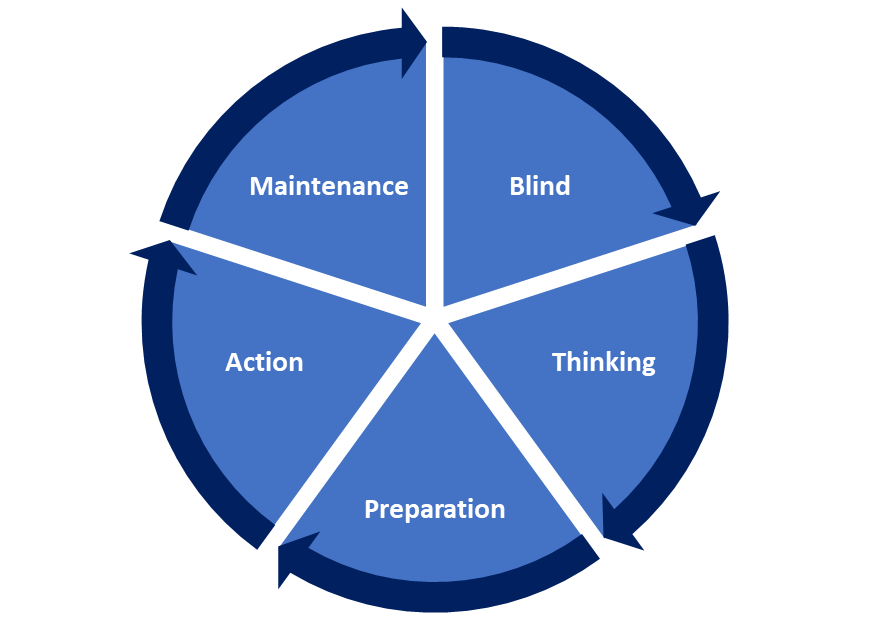 Maintenance
Blind
Action
Thinking
Preparation